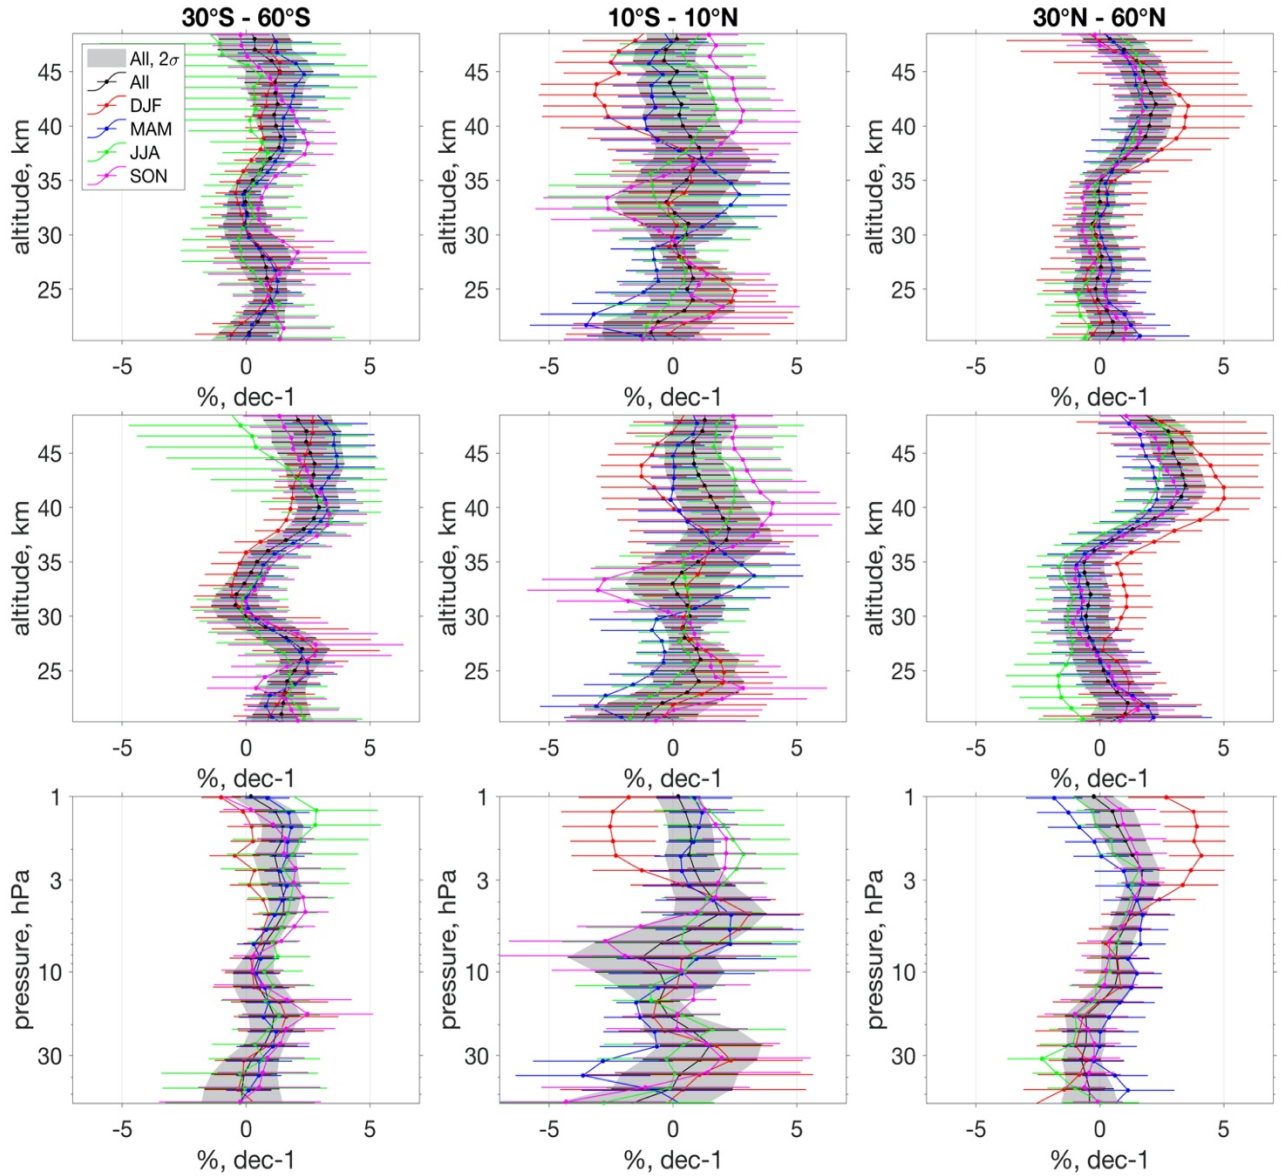 30°S - 60°S
10°S - 10°N
30°N - 60°N
altitude, km
45
40
35
30
25
All, 2σ
All
DJF
MAM
JJA
SON
-5 0 5
%, dec-1
altitude, km
45
40
35
30
25
-5 0 5
%, dec-1
altitude, km
45
40
35
30
25
-5 0 5
%, dec-1
altitude, km
45
40
35
30
25
-5 0 5
%, dec-1
altitude, km
45
40
35
30
25
-5 0 5
%, dec-1
altitude, km
45
40
35
30
25
-5 0 5
%, dec-1
pressure, hPa
1
3
10
30
-5 0 5
%, dec-1
pressure, hPa
1
3
10
30
-5 0 5
%, dec-1
pressure, hPa
1
3
10
30
-5 0 5
%, dec-1